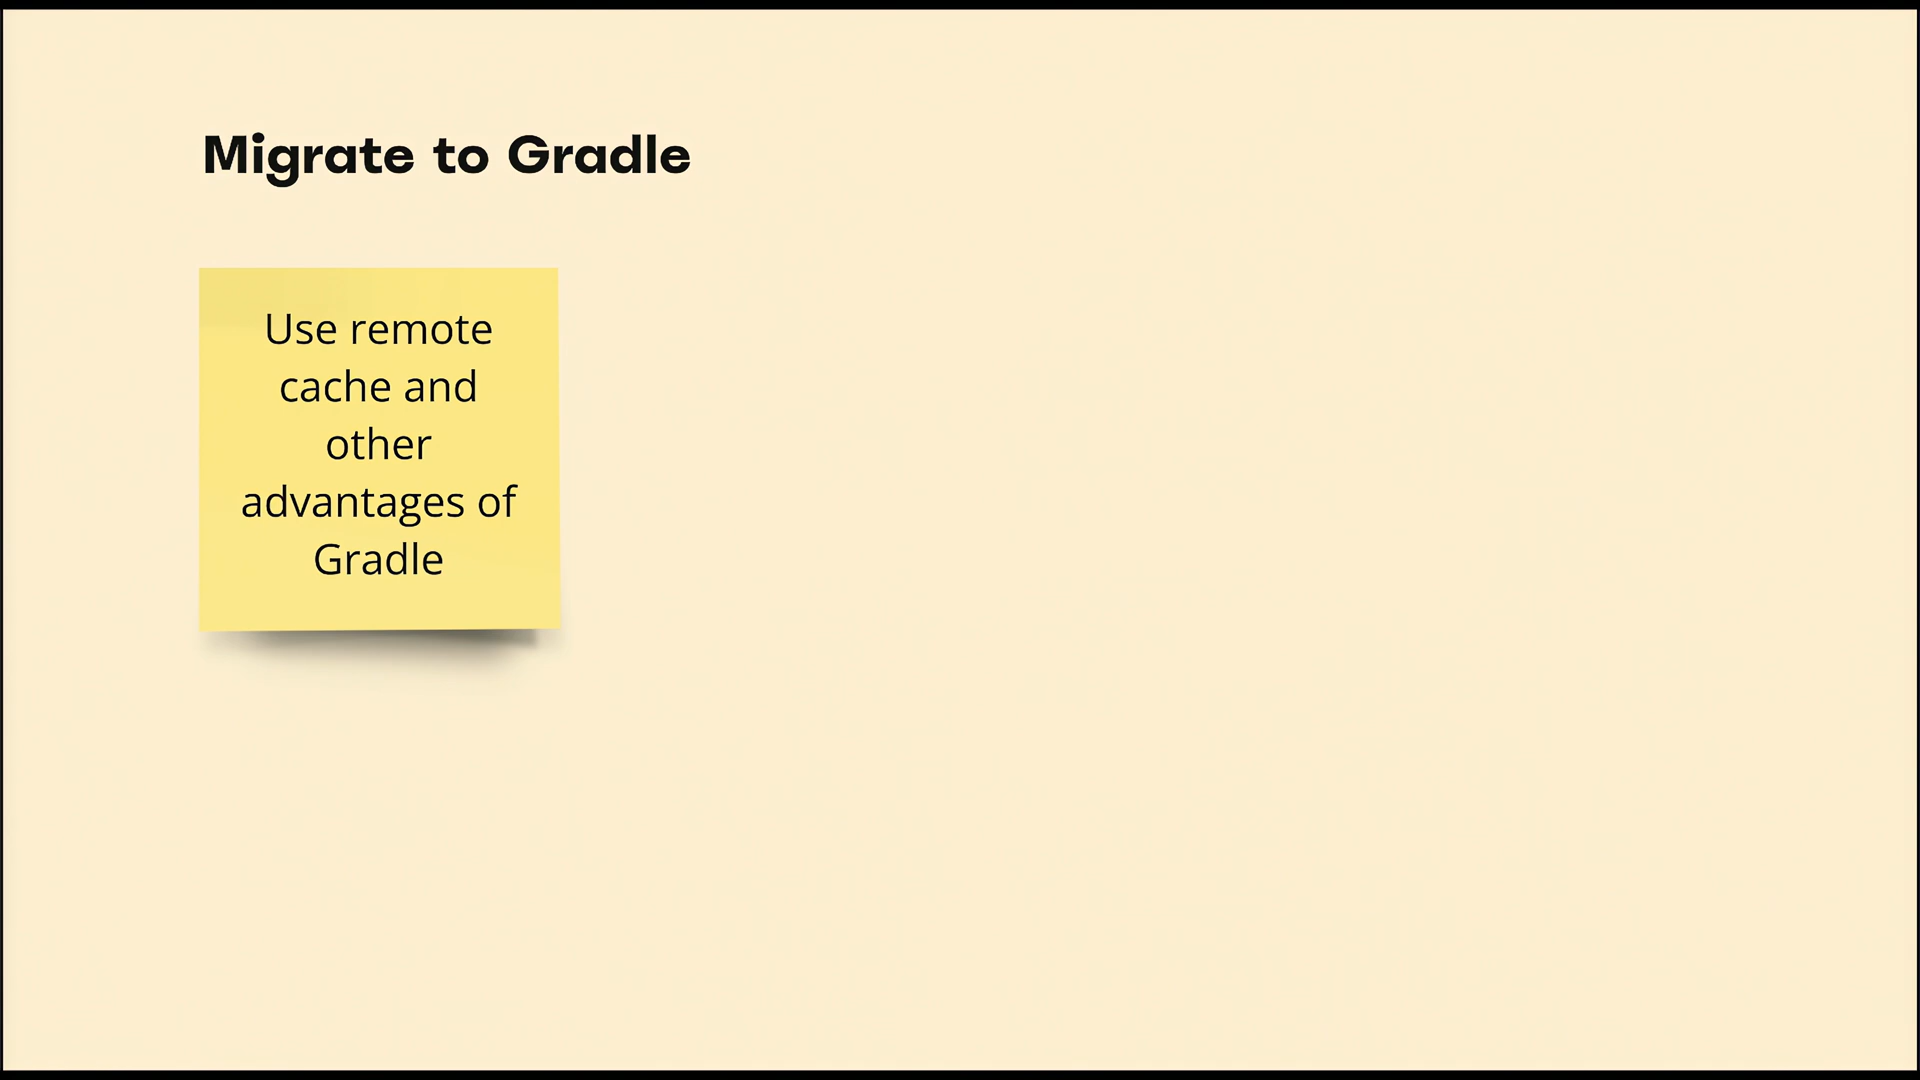 Migrate to Gradle
Use remote
cache and
other
advantages of
Gradle